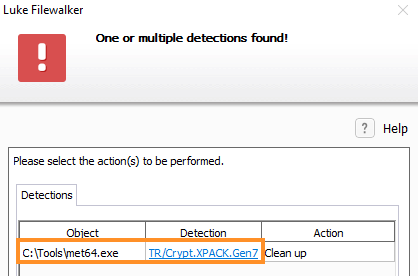 Luke Filewalker
One or multiple detections found!
? Help
Please select the action(s) to be performed.
Detections
Object Detection Action
C:\Tools\met64.exe TR/Crypt.XPACK.Gen7 Clean up